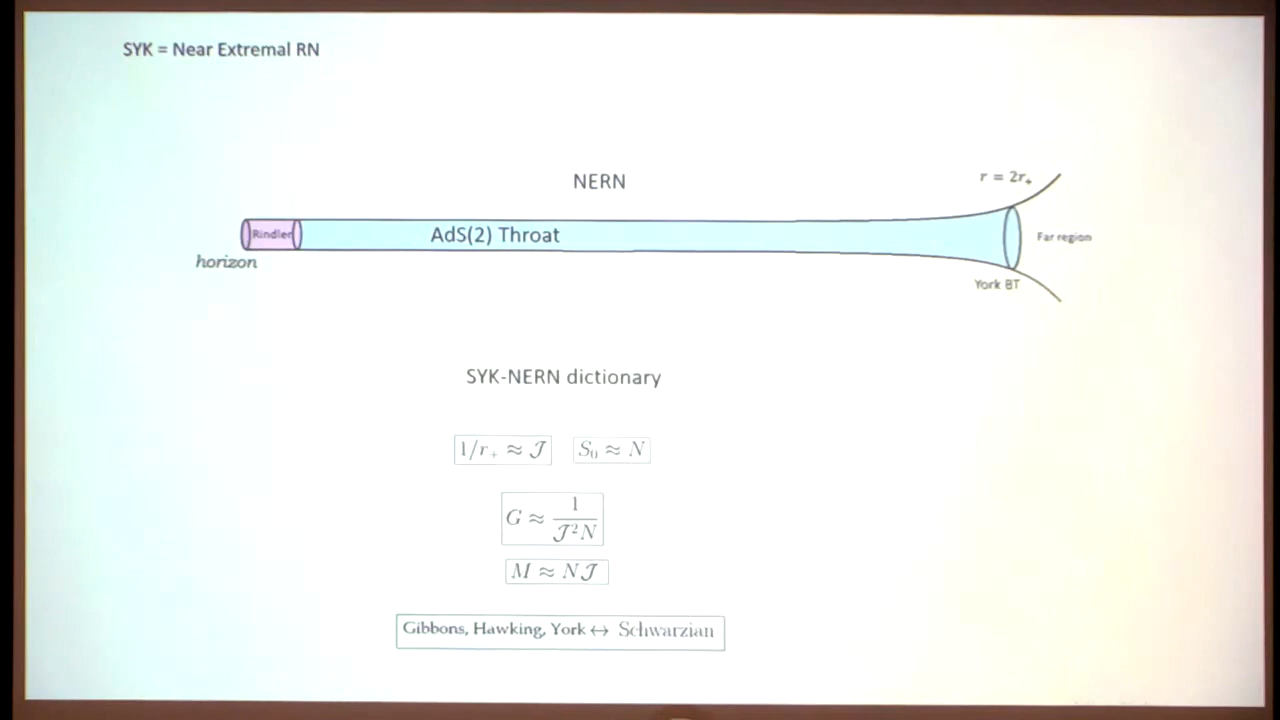 SYK = Near Extremal RN
NERN
r = 2r₊
Rindler
AdS(2) Throat
Far region
horizon
York BT
SYK-NERN dictionary
1/r₊ ≈ 𝒥
S₀ ≈ N
G ≈ 1/𝒥²N
M ≈ N𝒥
Gibbons, Hawking, York ↔ Schwarzian